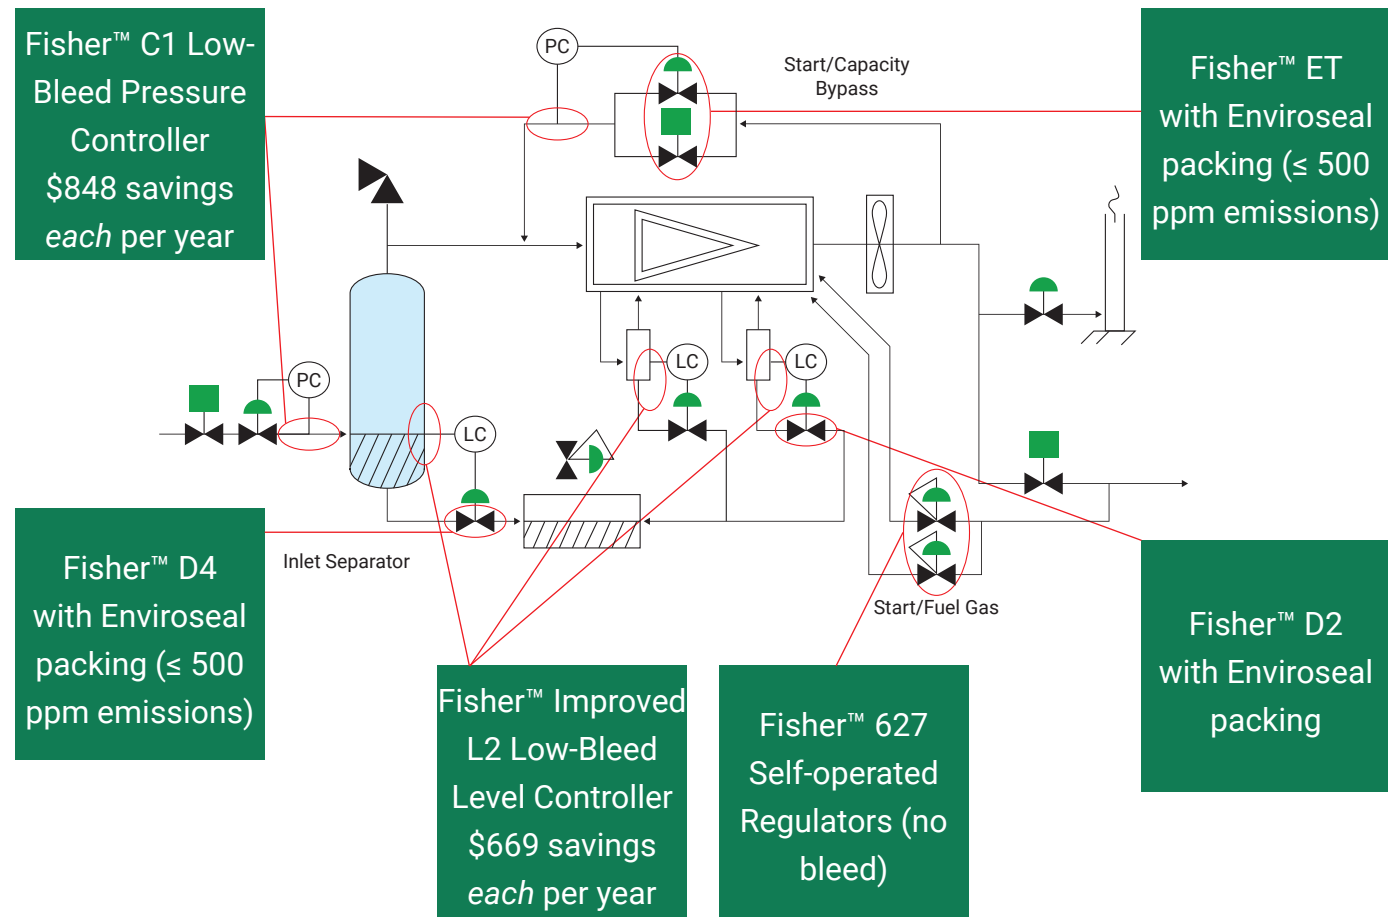 Fisher™ C1 Low-
Bleed Pressure
Controller
$848 savings
each per year
PC
Start/Capacity
Bypass
Fisher™ ET
with Enviroseal
packing (≤ 500
ppm emissions)
PC
LC
LC
LC
Inlet Separator
Start/Fuel Gas
Fisher™ D4
with Enviroseal
packing (≤ 500
ppm emissions)
Fisher™ Improved
L2 Low-Bleed
Level Controller
$669 savings
each per year
Fisher™ 627
Self-operated
Regulators (no
bleed)
Fisher™ D2
with Enviroseal
packing